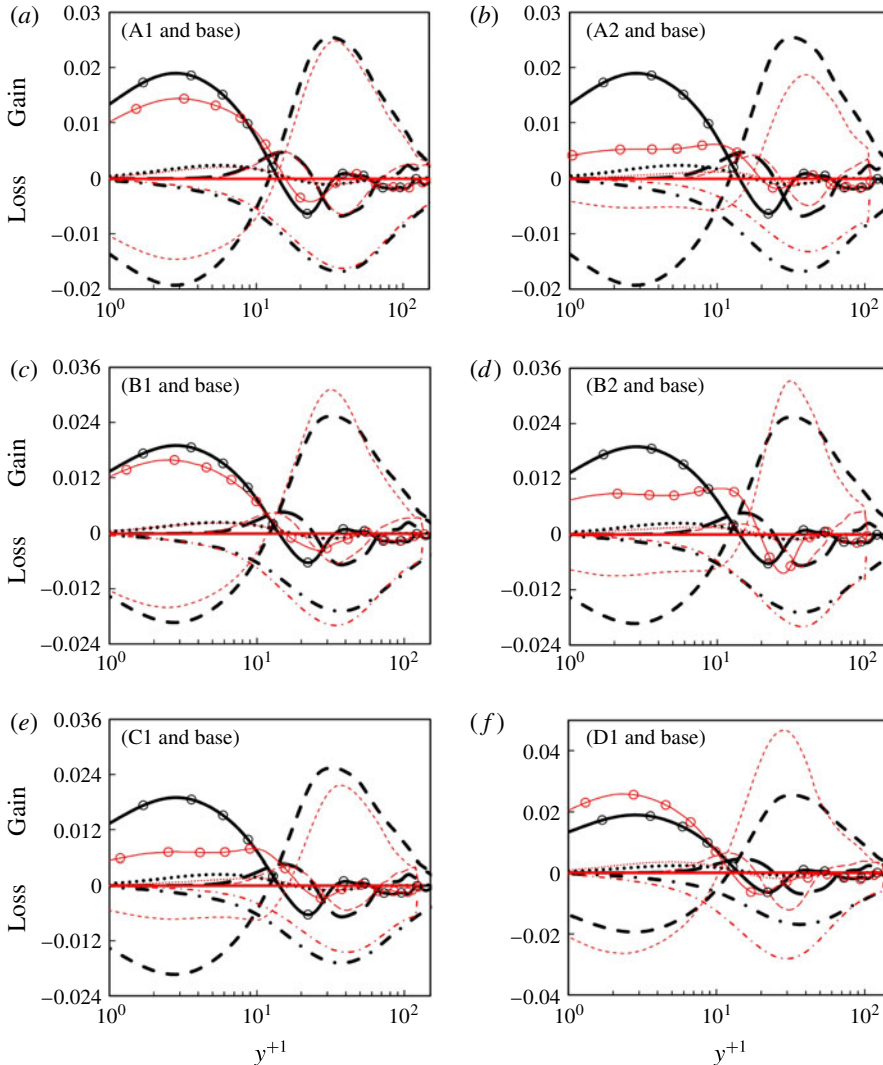 (a) (A1 and base)
0.03
0.02
0.01
0
−0.01
−0.02
Gain
Loss
10^0 10^1 10^2
(b) (A2 and base)
0.03
0.02
0.01
0
−0.01
−0.02
10^0 10^1 10^2
(c) (B1 and base)
0.036
0.024
0.012
0
−0.012
−0.024
Gain
Loss
10^0 10^1 10^2
(d) (B2 and base)
0.036
0.024
0.012
0
−0.012
−0.024
10^0 10^1 10^2
(e) (C1 and base)
0.036
0.024
0.012
0
−0.012
−0.024
Gain
Loss
10^0 10^1 10^2
y^{+1}
(f) (D1 and base)
0.04
0.02
0
−0.02
−0.04
10^0 10^1 10^2
y^{+1}